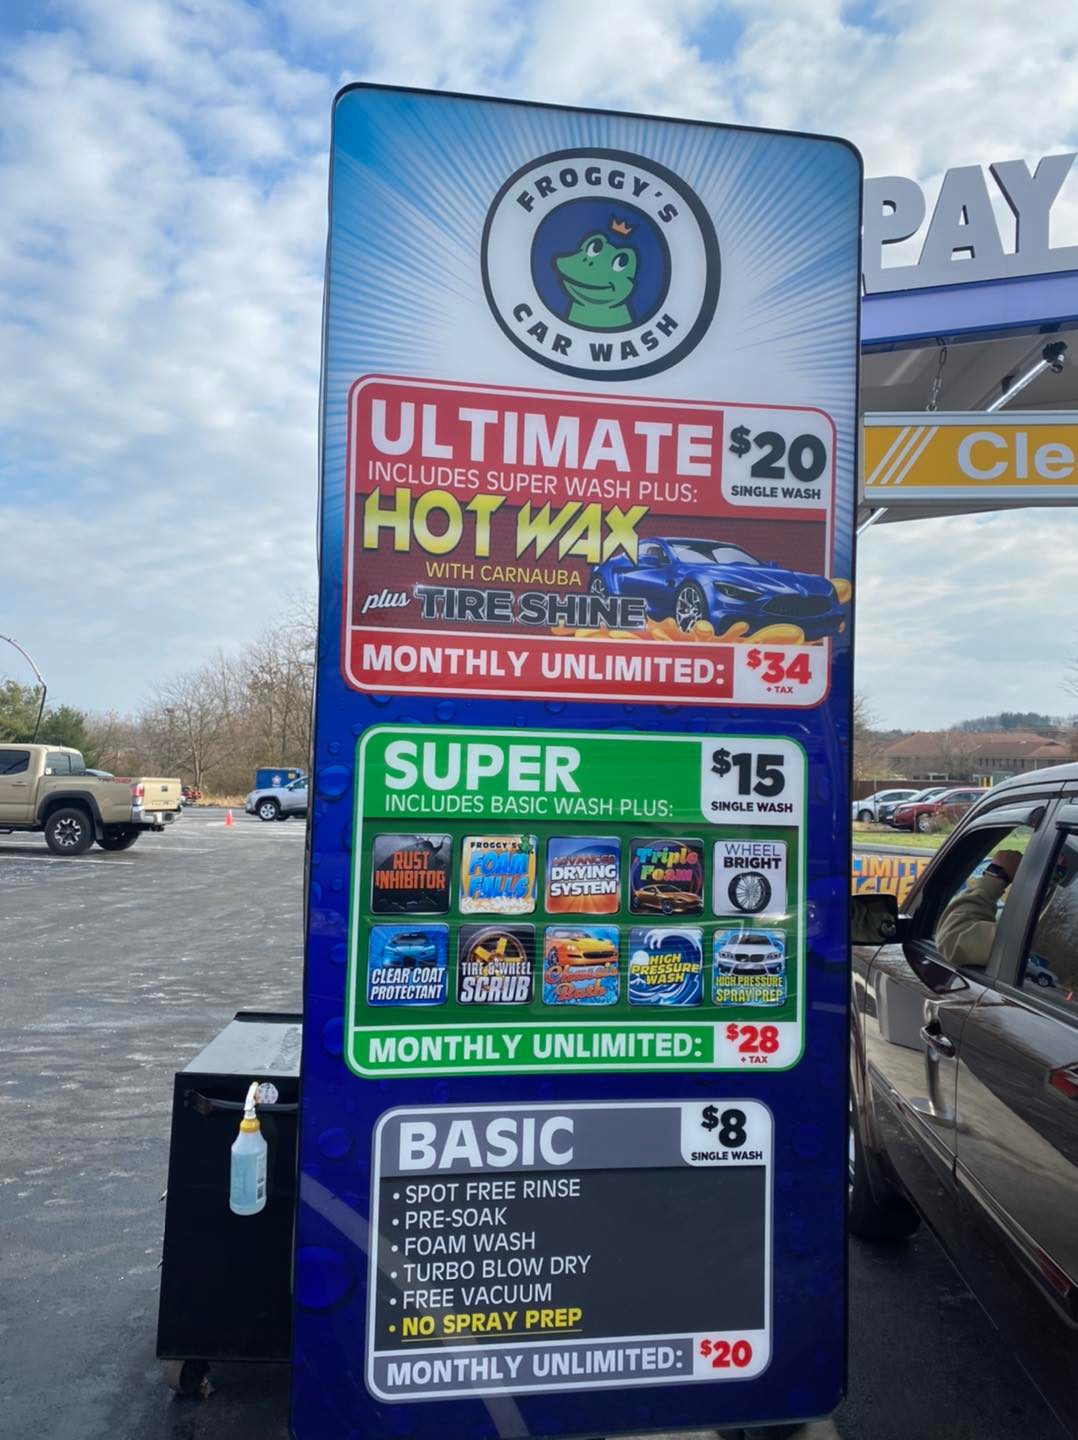 FROGGY'S
CAR WASH
PAY
Cle
ULTIMATE
$20
SINGLE WASH
INCLUDES SUPER WASH PLUS:
HOT WAX
WITH CARNAUBA
plus TIRE SHINE
MONTHLY UNLIMITED:
$34
+ TAX
SUPER
$15
SINGLE WASH
INCLUDES BASIC WASH PLUS:
RUST
INHIBITOR
FROGGY'S
FOAM
FALLS
ADVANCED
DRYING
SYSTEM
Triple
Foam
WHEEL
BRIGHT
CLEAR COAT
PROTECTANT
TIRE & WHEEL
SCRUB
Chassis
Bath
HIGH
PRESSURE
WASH
HIGH PRESSURE
SPRAY PREP
MONTHLY UNLIMITED:
$28
+ TAX
BASIC
$8
SINGLE WASH
• SPOT FREE RINSE
• PRE-SOAK
• FOAM WASH
• TURBO BLOW DRY
• FREE VACUUM
• NO SPRAY PREP
MONTHLY UNLIMITED:
$20